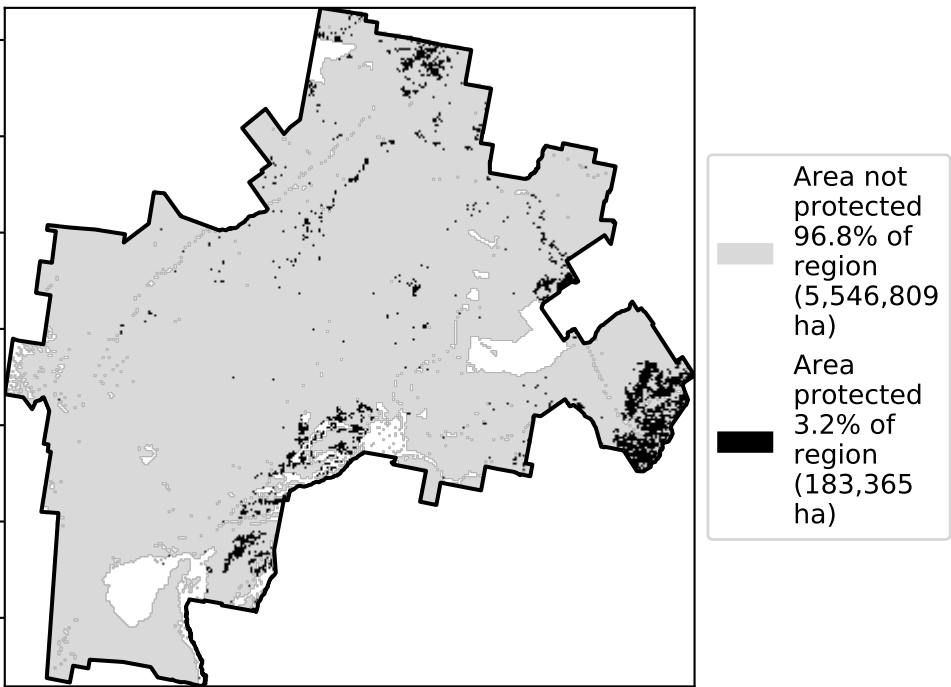 Area not
protected
96.8% of
region
(5,546,809
ha)
Area
protected
3.2% of
region
(183,365
ha)